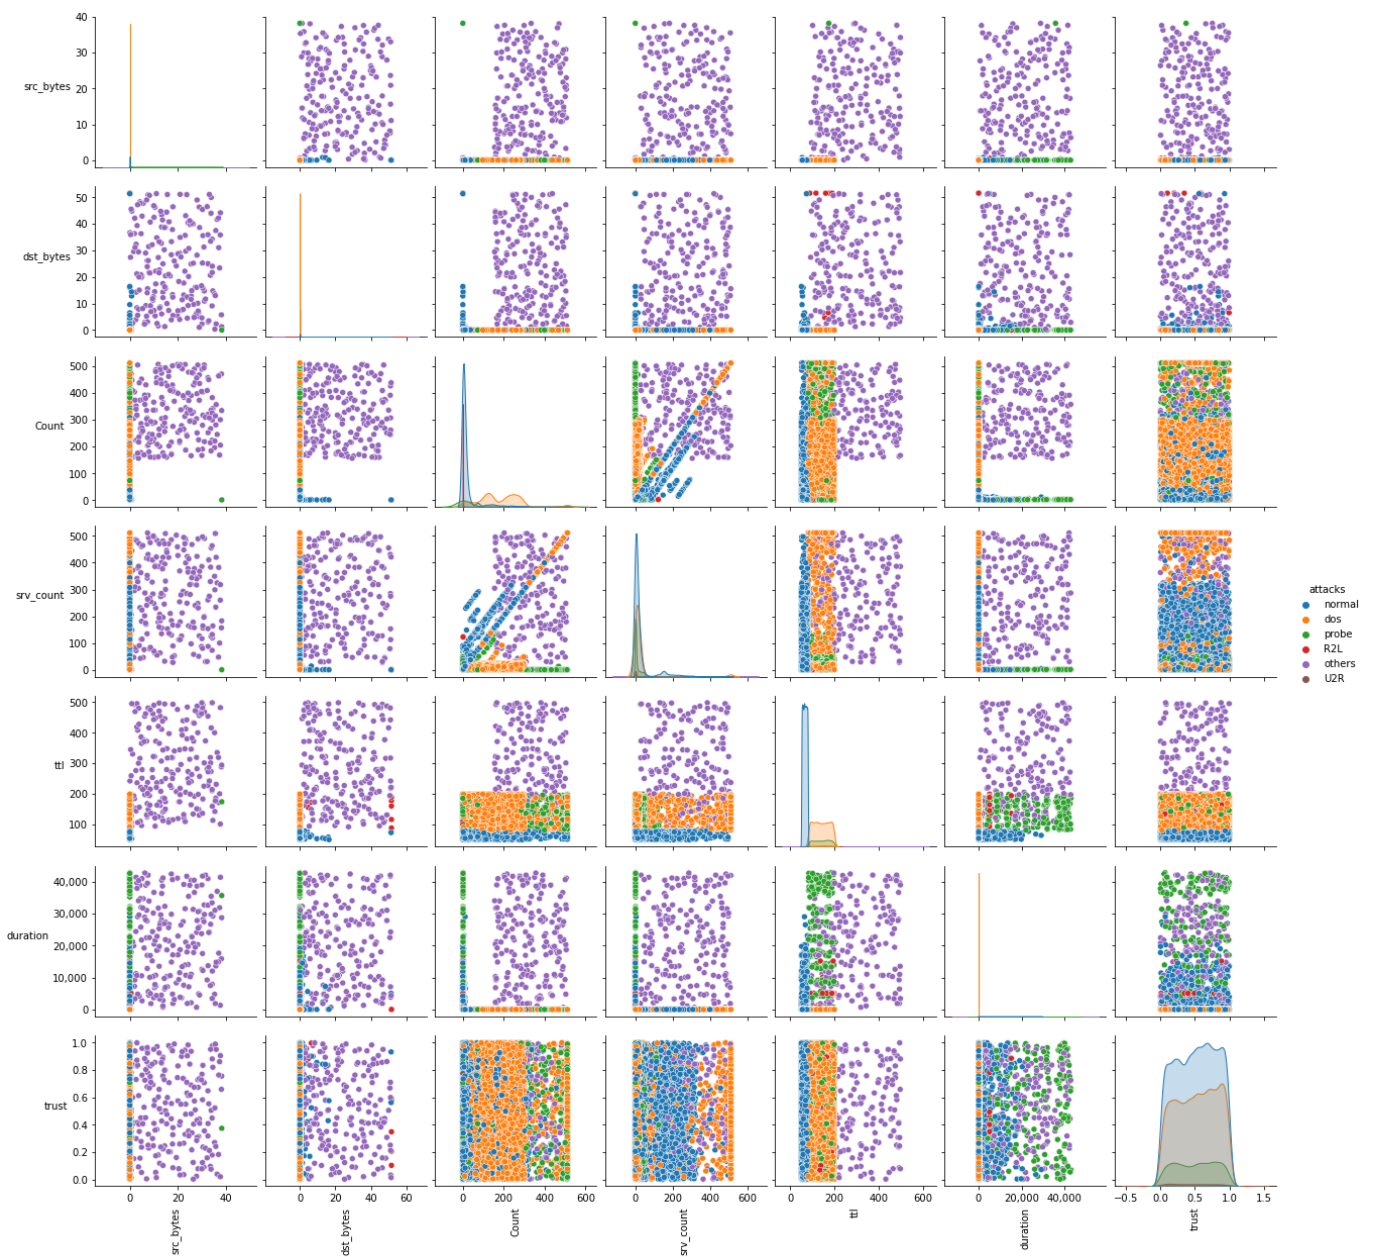 40
30
20
10
0
src_bytes
50
40
30
20
10
0
dst_bytes
500
400
300
200
100
0
Count
500
400
300
200
100
0
srv_count
attacks
normal
dos
probe
R2L
others
U2R
500
400
300
200
100
ttl
40,000
30,000
20,000
10,000
0
duration
1.0
0.8
0.6
0.4
0.2
0.0
trust
0 20 40
0 20 40 60
0 200 400 600
0 200 400 600
0 200 400 600
0 20,000 40,000
−0.5 0.0 0.5 1.0 1.5
src_bytes
dst_bytes
Count
srv_count
ttl
duration
trust